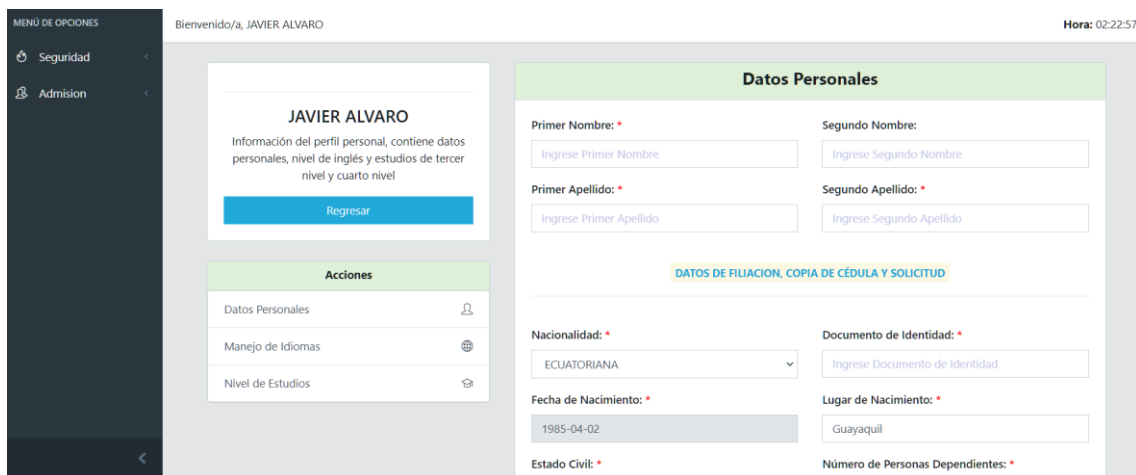 MENÚ DE OPCIONES
Seguridad
Admision
Bienvenido/a, JAVIER ALVARO
Hora: 02:22:57
JAVIER ALVARO
Información del perfil personal, contiene datos
personales, nivel de inglés y estudios de tercer
nivel y cuarto nivel
Regresar
Acciones
Datos Personales
Manejo de Idiomas
Nivel de Estudios
Datos Personales
Primer Nombre: *
Segundo Nombre:
Ingrese Primer Nombre
Ingrese Segundo Nombre
Primer Apellido: *
Segundo Apellido: *
Ingrese Primer Apellido
Ingrese Segundo Apellido
DATOS DE FILIACION, COPIA DE CÉDULA Y SOLICITUD
Nacionalidad: *
Documento de Identidad: *
ECUATORIANA
Ingrese Documento de Identidad
Fecha de Nacimiento: *
Lugar de Nacimiento: *
1985-04-02
Guayaquil
Estado Civil: *
Número de Personas Dependientes: *